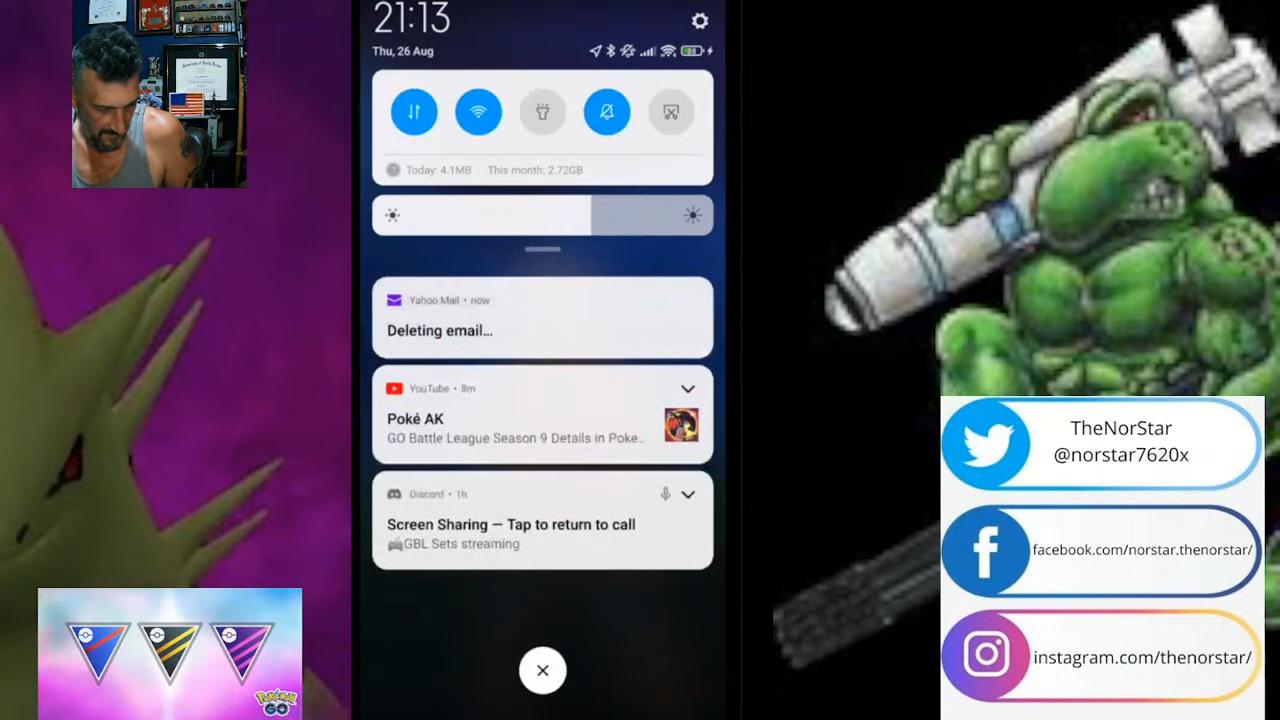 21:13
Thu, 26 Aug
Today: 4.1MB This month: 2.72GB
Yahoo Mail • now
Deleting email...
YouTube • 8m
Poké AK
GO Battle League Season 9 Details in Poke..
Discord • 1h
Screen Sharing — Tap to return to call
🎮GBL Sets streaming
TheNorStar
@norstar7620x
facebook.com/norstar.thenorstar/
instagram.com/thenorstar/
Pokémon
GO